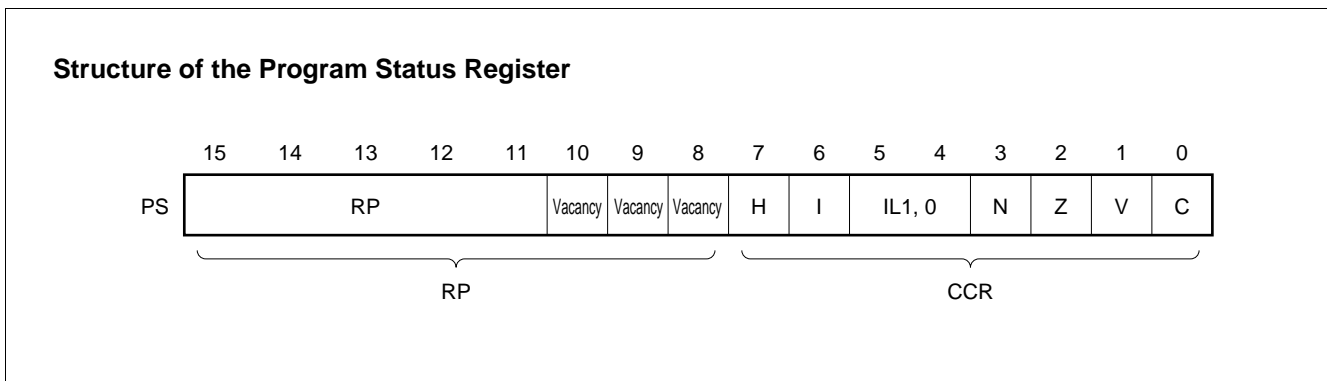 Structure of the Program Status Register
15 14 13 12 11 10 9 8 7 6 5 4 3 2 1 0
PS RP Vacancy Vacancy Vacancy H I IL1, 0 N Z V C
RP CCR